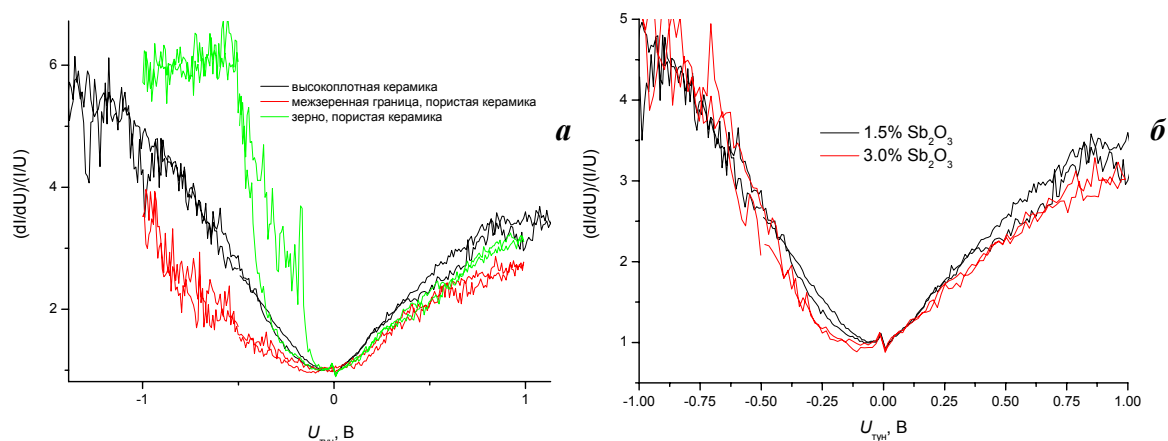 высокоплотная керамика
межзеренная граница, пористая керамика
зерно, пористая керамика
а
(dI/dU)/(I/U)
6
4
2
-1
0
1
U тун, В
1.5% Sb2O3
3.0% Sb2O3
б
(dI/dU)/(I/U)
5
4
3
2
1
-1.00 -0.75 -0.50 -0.25 0.00 0.25 0.50 0.75 1.00
U тун, В